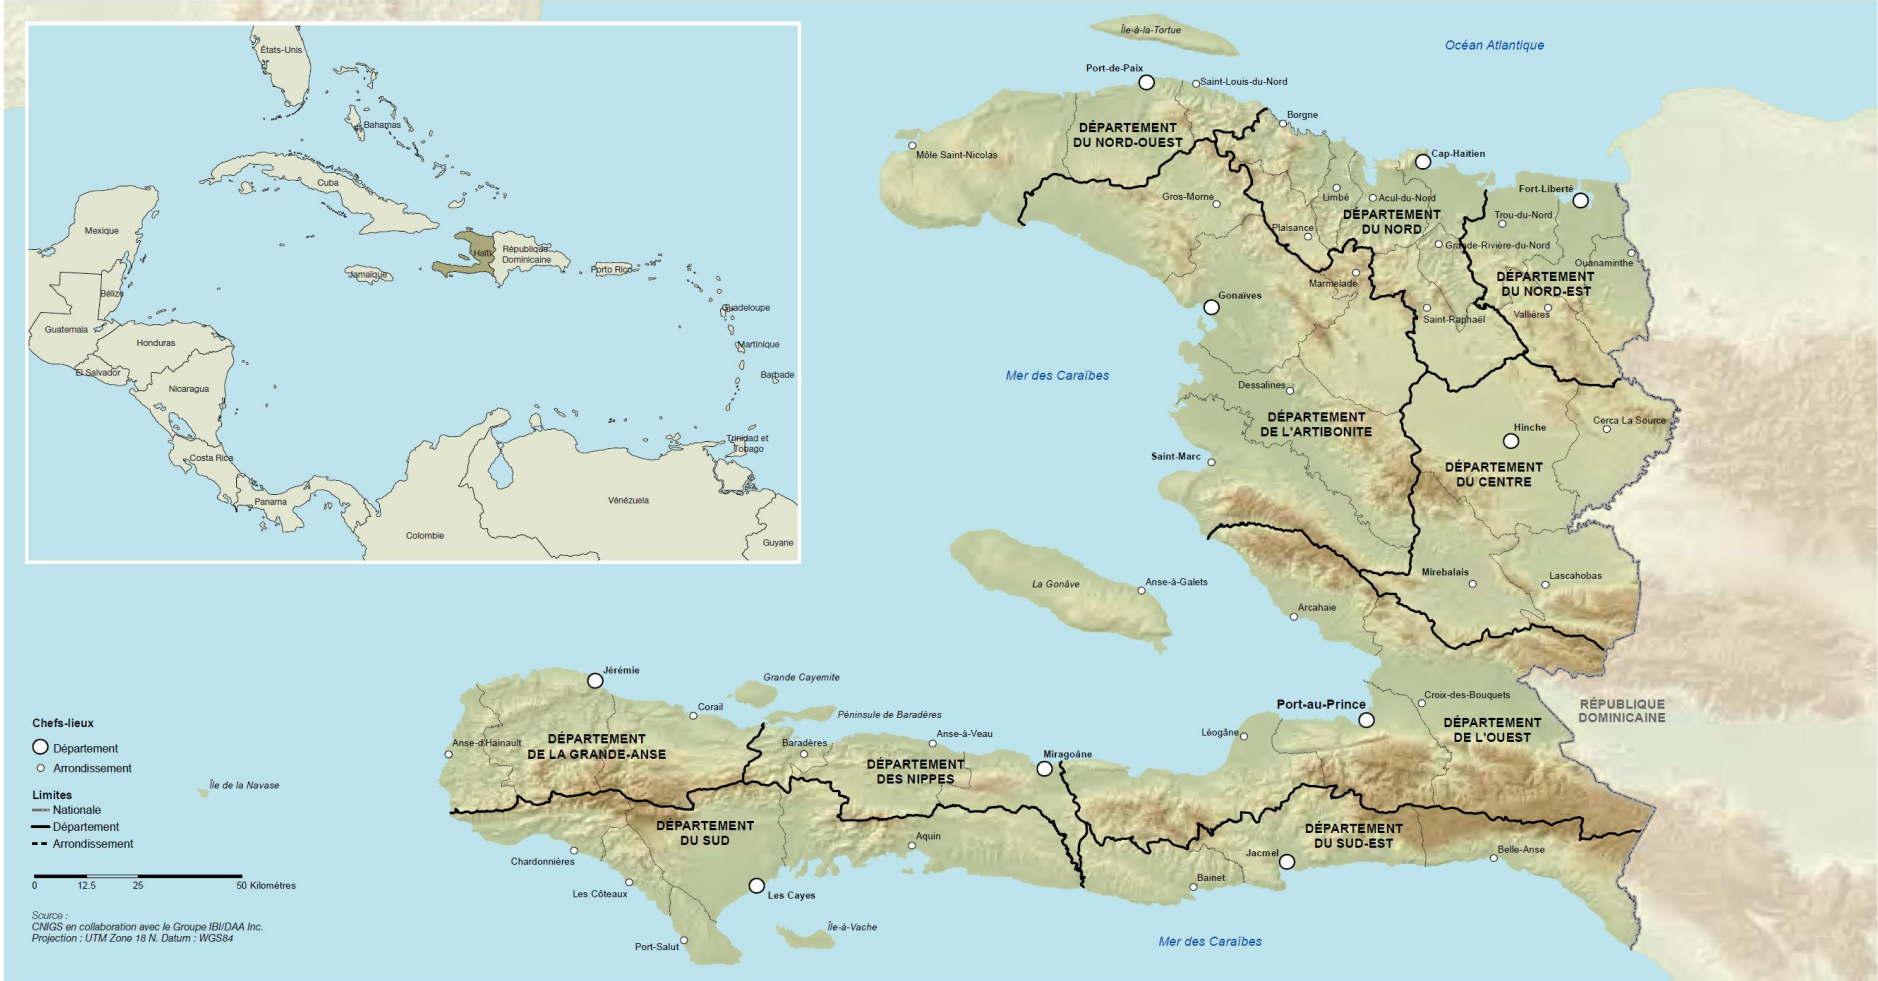 États-Unis
Bahamas
Cuba
Mexique
Haïti
République
Dominicaine
Jamaïque
Porto Rico
Bélize
Guadeloupe
Guatemala
Honduras
Martinique
El Salvador
Barbade
Nicaragua
Trinidad et
Tobago
Costa Rica
Panama
Vénézuela
Colombie
Guyane
Île-à-la-Tortue
Océan Atlantique
Port-de-Paix
Saint-Louis-du-Nord
Borgne
DÉPARTEMENT
DU NORD-OUEST
Môle Saint-Nicolas
Cap-Haïtien
Fort-Liberté
Gros-Morne
Limbé
Acul-du-Nord
DÉPARTEMENT
DU NORD
Trou-du-Nord
Plaisance
Grande-Rivière-du-Nord
Ouanaminthe
DÉPARTEMENT
DU NORD-EST
Marmelade
Gonaïves
Saint-Raphaël
Vallières
Mer des Caraïbes
Dessalines
DÉPARTEMENT
DE L'ARTIBONITE
Cerca La Source
Hinche
Saint-Marc
DÉPARTEMENT
DU CENTRE
La Gonâve
Anse-à-Galets
Mirebalais
Lascahobas
Arcahaie
Jérémie
Grande Cayemite
Corail
Péninsule de Baradères
Port-au-Prince
Croix-des-Bouquets
RÉPUBLIQUE
DOMINICAINE
DÉPARTEMENT
DE L'OUEST
Léogâne
Anse-d'Hainault
DÉPARTEMENT
DE LA GRANDE-ANSE
Baradères
Anse-à-Veau
Miragoâne
DÉPARTEMENT
DES NIPPES
Île de la Navase
DÉPARTEMENT
DU SUD
Aquin
DÉPARTEMENT
DU SUD-EST
Chardonnières
Jacmel
Belle-Anse
Les Côteaux
Les Cayes
Bainet
Île-à-Vache
Port-Salut
Mer des Caraïbes
Chefs-lieux
Département
Arrondissement
Limites
Nationale
Département
Arrondissement
0 12.5 25 50 Kilomètres
Source :
CNIGS en collaboration avec le Groupe IBI/DAA Inc.
Projection : UTM Zone 18 N. Datum : WGS84